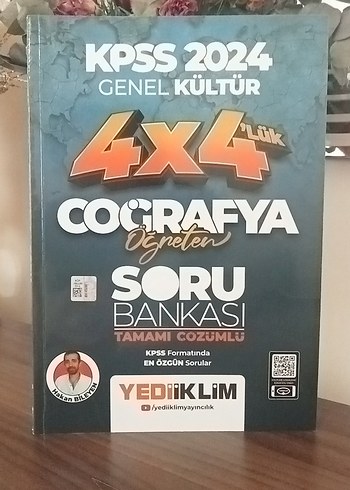 KPSS 2024
GENEL KÜLTÜR
4x4'lük
COĞRAFYA
Öğreten
SORU
BANKASI
TAMAMI ÇÖZÜMLÜ
KPSS Formatında
EN ÖZGÜN Sorular
Hakan BİLEYEN
YEDİİKLİM
/yediiklimyayincilik